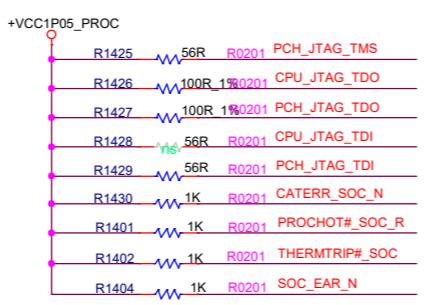 +VCC1P05_PROC
R1425 56R R0201 PCH_JTAG_TMS
R1426 100R_1% R0201 CPU_JTAG_TDO
R1427 100R_1% R0201 PCH_JTAG_TDO
R1428 ns 56R R0201 CPU_JTAG_TDI
R1429 56R R0201 PCH_JTAG_TDI
R1430 1K R0201 CATERR_SOC_N
R1401 1K R0201 PROCHOT#_SOC_R
R1402 1K R0201 THERMTRIP#_SOC
R1404 1K R0201 SOC_EAR_N